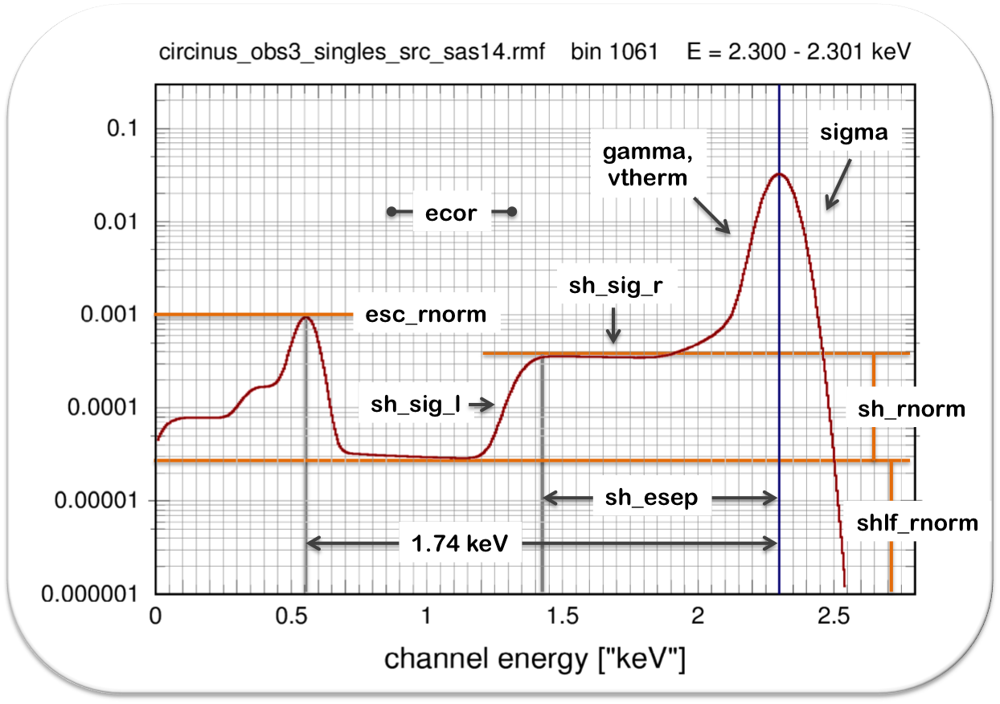 circinus_obs3_singles_src_sas14.rmf bin 1061 E = 2.300 - 2.301 keV
0.1
sigma
gamma,
vtherm
ecor
0.01
sh_sig_r
0.001
esc_rnorm
sh_sig_l
0.0001
sh_rnorm
sh_esep
0.00001
shlf_rnorm
1.74 keV
0.000001
0 0.5 1 1.5 2 2.5
channel energy ["keV"]